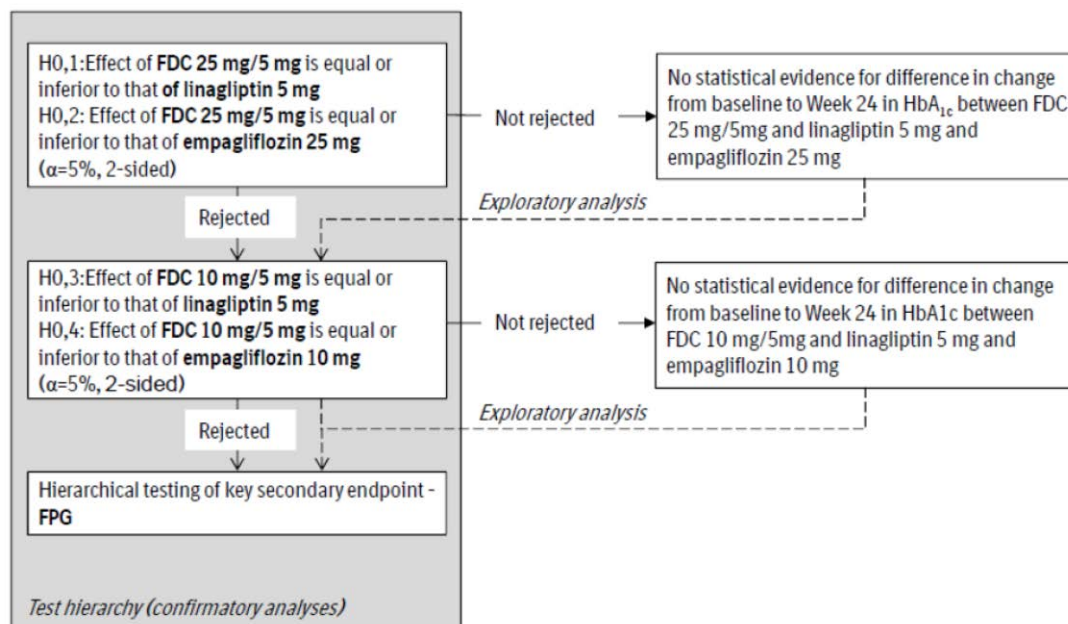 H0,1:Effect of FDC 25 mg/5 mg is equal or
inferior to that of linagliptin 5 mg
H0,2: Effect of FDC 25 mg/5 mg is equal or
inferior to that of empagliflozin 25 mg
(α=5%, 2-sided)
Not rejected
No statistical evidence for difference in change
from baseline to Week 24 in HbA1c between FDC
25 mg/5mg and linagliptin 5 mg and
empagliflozin 25 mg
Rejected
Exploratory analysis
H0,3:Effect of FDC 10 mg/5 mg is equal or
inferior to that of linagliptin 5 mg
H0,4: Effect of FDC 10 mg/5 mg is equal or
inferior to that of empagliflozin 10 mg
(α=5%, 2-sided)
Not rejected
No statistical evidence for difference in change
from baseline to Week 24 in HbA1c between
FDC 10 mg/5mg and linagliptin 5 mg and
empagliflozin 10 mg
Rejected
Exploratory analysis
Hierarchical testing of key secondary endpoint -
FPG
Test hierarchy (confirmatory analyses)